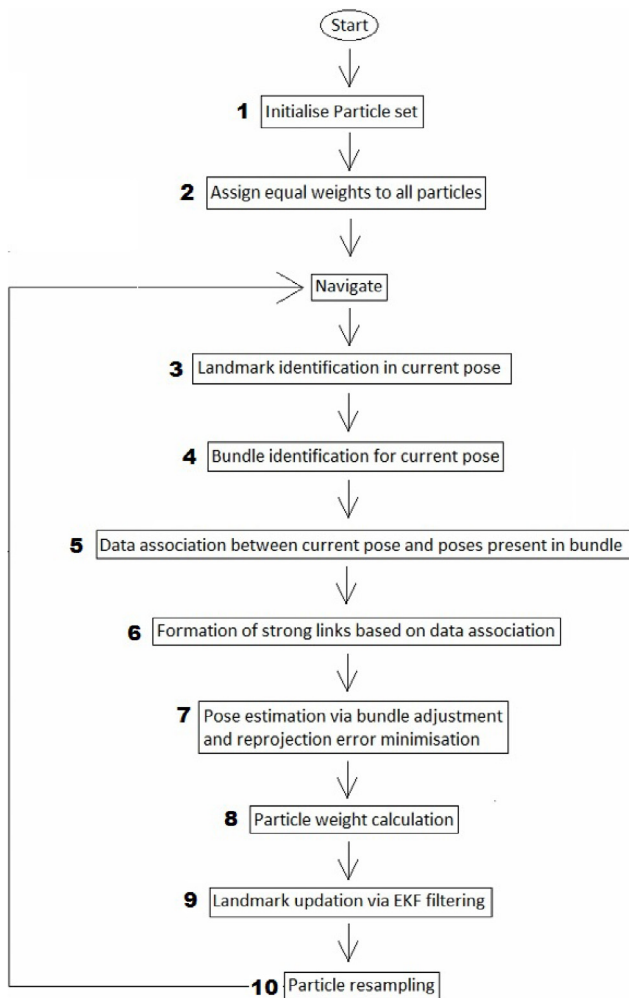 Start
1 Initialise Particle set
2 Assign equal weights to all particles
Navigate
3 Landmark identification in current pose
4 Bundle identification for current pose
5 Data association between current pose and poses present in bundle
6 Formation of strong links based on data association
7 Pose estimation via bundle adjustment
and reprojection error minimisation
8 Particle weight calculation
9 Landmark updation via EKF filtering
10 Particle resampling